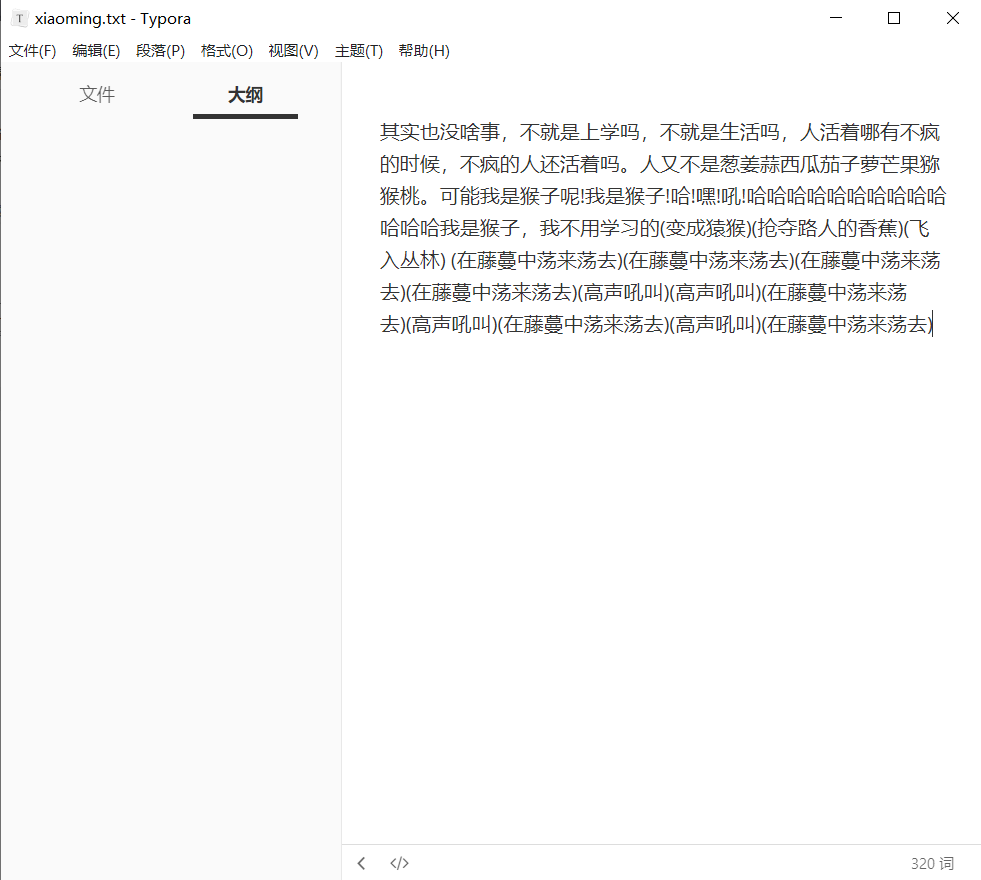 xiaoming.txt - Typora
文件(F) 编辑(E) 段落(P) 格式(O) 视图(V) 主题(T) 帮助(H)
文件 大纲
其实也没啥事，不就是上学吗，不就是生活吗，人活着哪有不疯
的时候，不疯的人还活着吗。人又不是葱姜蒜西瓜茄子萝芒果猕
猴桃。可能我是猴子呢!我是猴子!哈!嘿!吼!哈哈哈哈哈哈哈哈哈哈
哈哈哈我是猴子，我不用学习的(变成猿猴)(抢夺路人的香蕉)(飞
入丛林) (在藤蔓中荡来荡去)(在藤蔓中荡来荡去)(在藤蔓中荡来荡
去)(在藤蔓中荡来荡去)(高声吼叫)(高声吼叫)(在藤蔓中荡来荡
去)(高声吼叫)(在藤蔓中荡来荡去)(高声吼叫)(在藤蔓中荡来荡去)
320 词